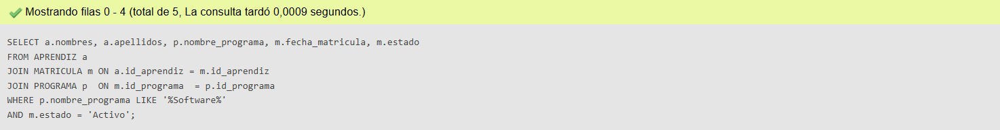 Mostrando filas 0 - 4 (total de 5, La consulta tardó 0,0009 segundos.)
SELECT a.nombres, a.apellidos, p.nombre_programa, m.fecha_matricula, m.estado
FROM APRENDIZ a
JOIN MATRICULA m ON a.id_aprendiz = m.id_aprendiz
JOIN PROGRAMA p  ON m.id_programa  = p.id_programa
WHERE p.nombre_programa LIKE '%Software%'
AND m.estado = 'Activo';